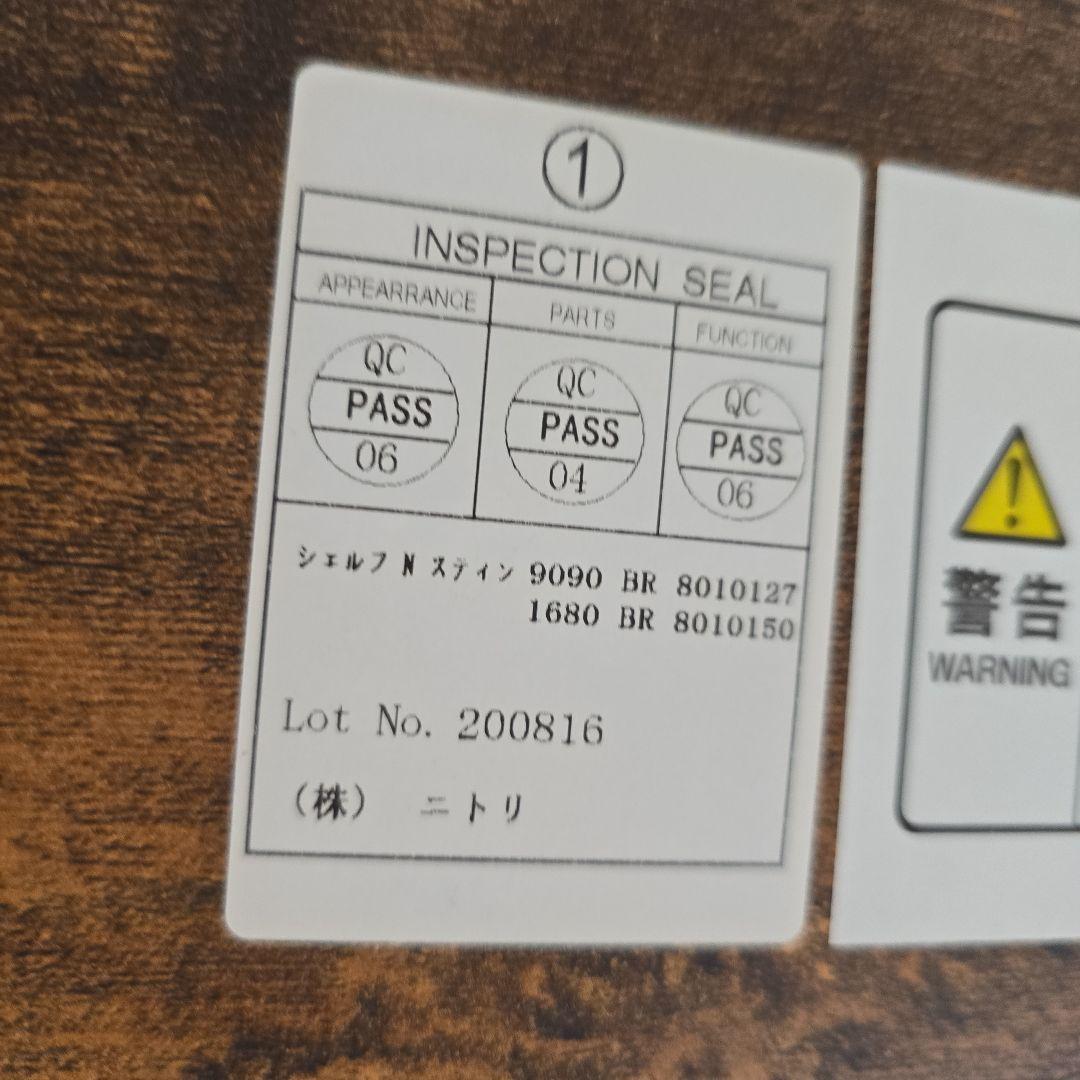 ①
INSPECTION SEAL
APPEARRANCE PARTS FUNCTION
QC QC QC
PASS PASS PASS
06 04 06
シェルフ N スティン 9090 BR 8010127
1680 BR 8010150
Lot No. 200816
（株） ニトリ
警告
WARNING